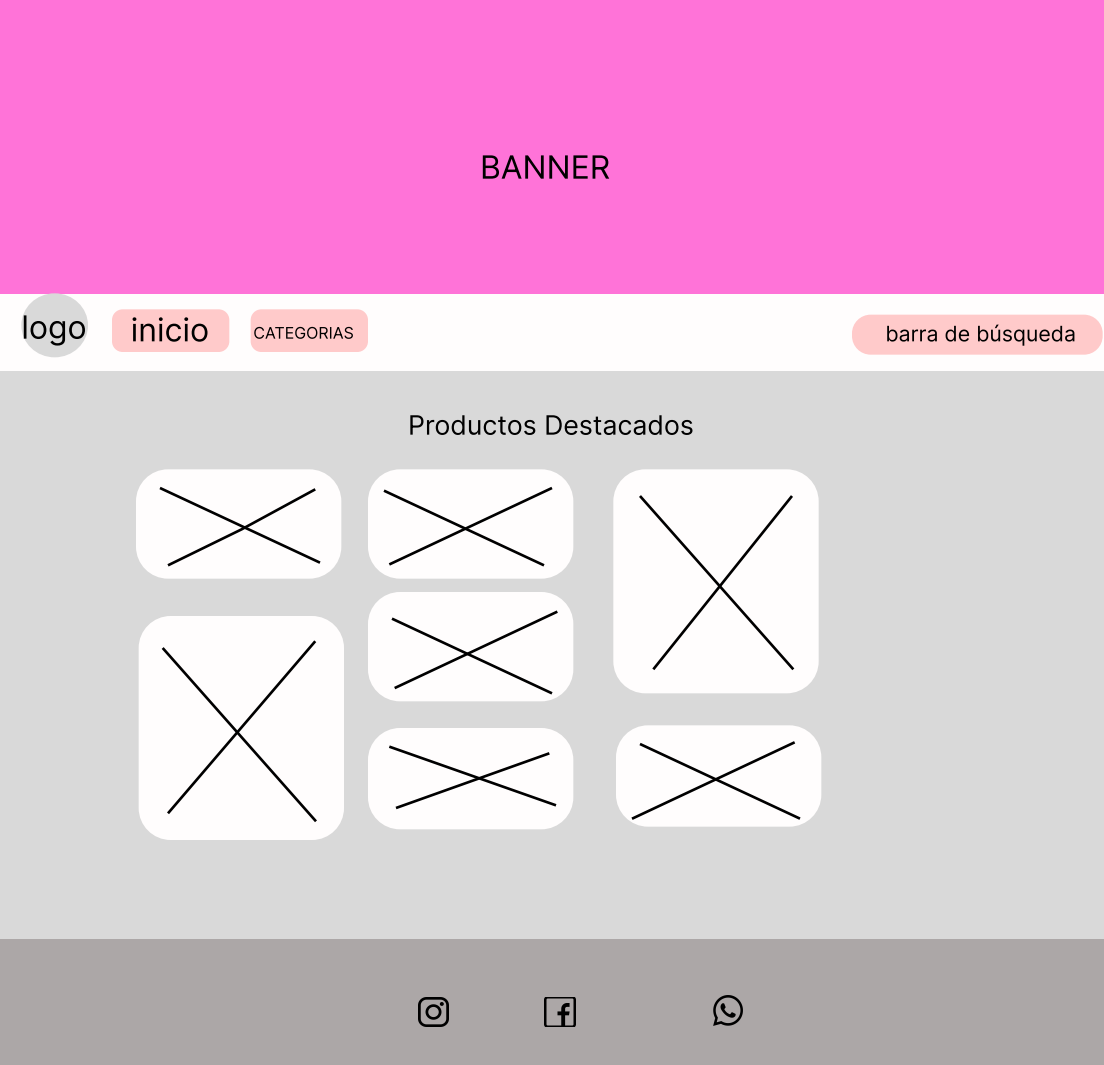 BANNER
logo
inicio
CATEGORIAS
barra de búsqueda
Productos Destacados